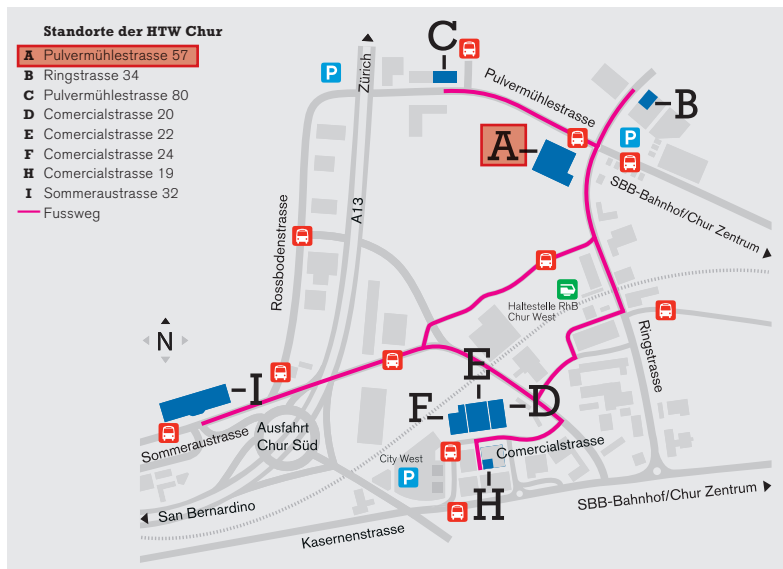 Standorte der HTW Chur
A Pulvermühlestrasse 57
B Ringstrasse 34
C Pulvermühlestrasse 80
D Comercialstrasse 20
E Comercialstrasse 22
F Comercialstrasse 24
H Comercialstrasse 19
I Sommeraustrasse 32
Fussweg
Zürich
P
C
Pulvermühlestrasse
B
A
P
SBB-Bahnhof/Chur Zentrum
A13
Rossbodenstrasse
Haltestelle RhB
Chur West
N
Ringstrasse
I
E
F
D
Sommeraustrasse
Ausfahrt
Chur Süd
City West
P
Comercialstrasse
H
San Bernardino
Kasernenstrasse
SBB-Bahnhof/Chur Zentrum